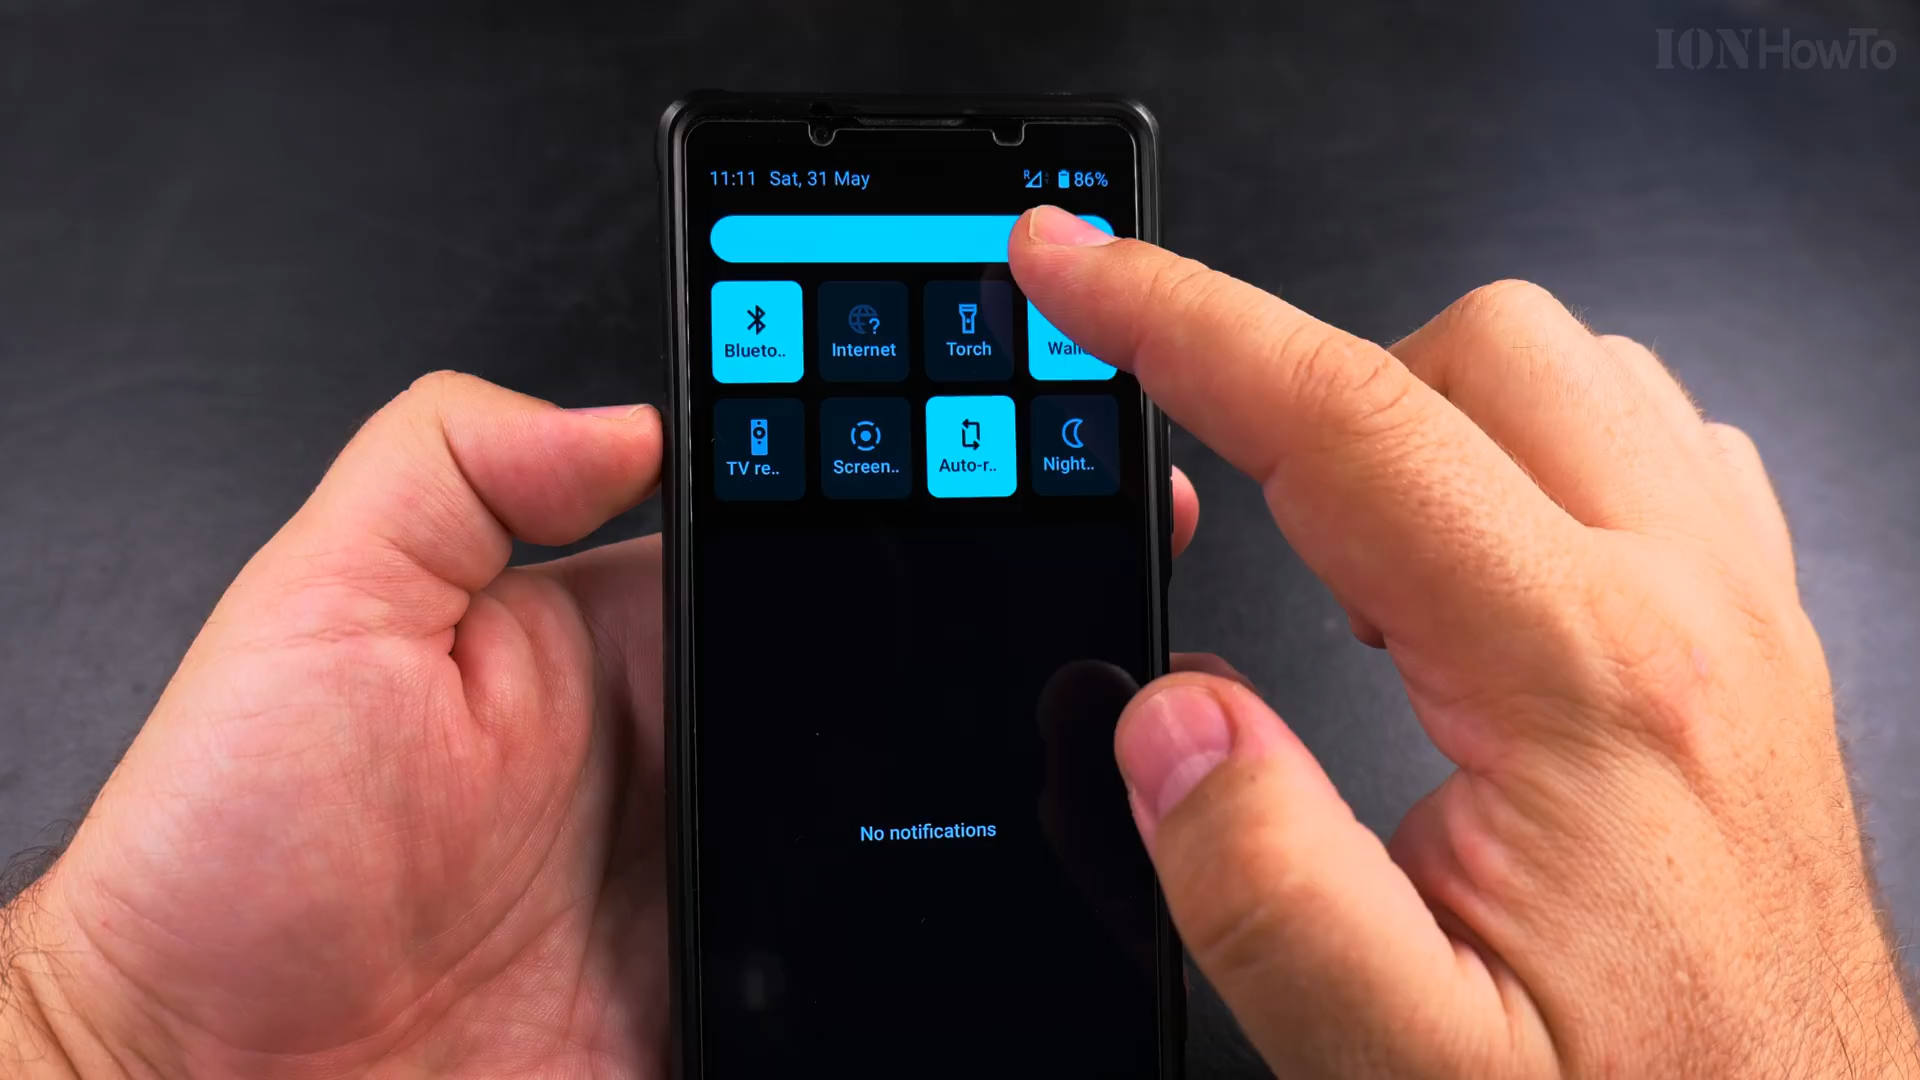 ION HowTo
11:11 Sat, 31 May
R 86%
Blueto.. Internet Torch
TV re.. Screen.. Auto-r.. Night..
No notifications